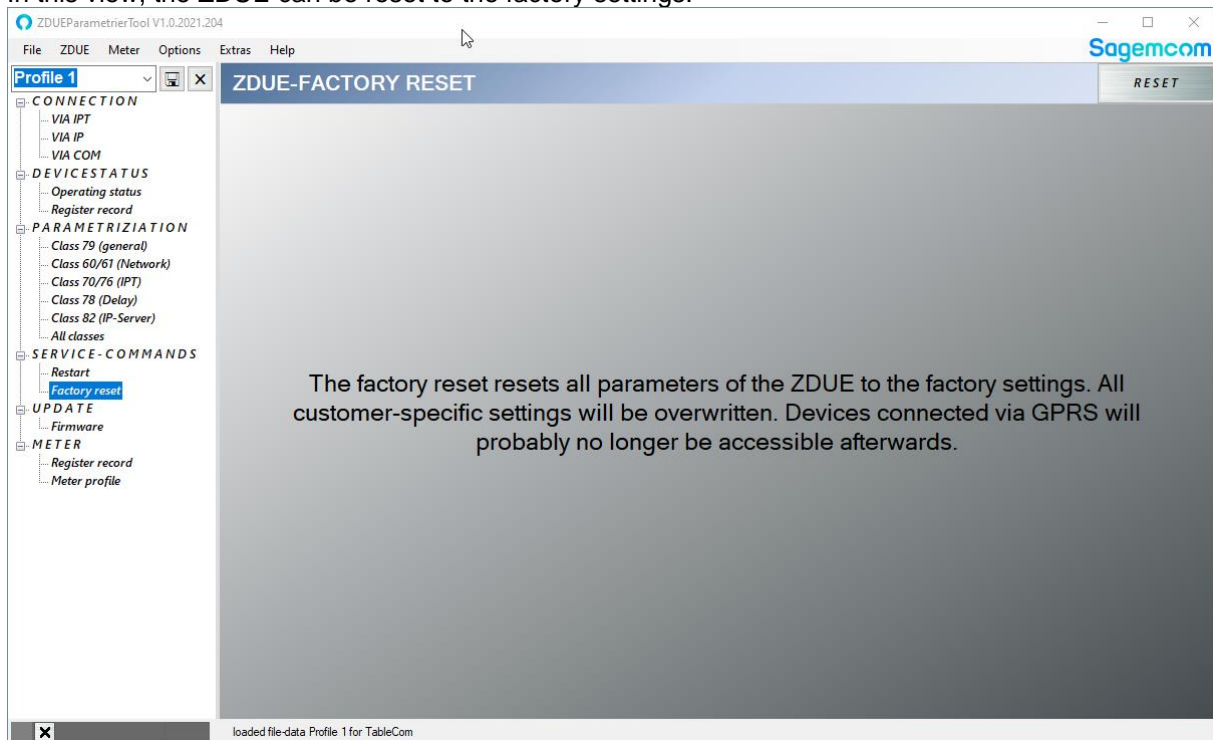 In this view, the ZDUE can be reset to the factory settings.
ZDUEParametrierTool V1.0.2021.204
File ZDUE Meter Options Extras Help
Sagemcom
Profile 1
ZDUE-FACTORY RESET
RESET
CONNECTION
VIA IPT
VIA IP
VIA COM
DEVICESTATUS
Operating status
Register record
PARAMETRIZIATION
Class 79 (general)
Class 60/61 (Network)
Class 70/76 (IPT)
Class 78 (Delay)
Class 82 (IP-Server)
All classes
SERVICE-COMMANDS
Restart
Factory reset
UPDATE
Firmware
METER
Register record
Meter profile
The factory reset resets all parameters of the ZDUE to the factory settings. All
customer-specific settings will be overwritten. Devices connected via GPRS will
probably no longer be accessible afterwards.
loaded file-data Profile 1 for TableCom